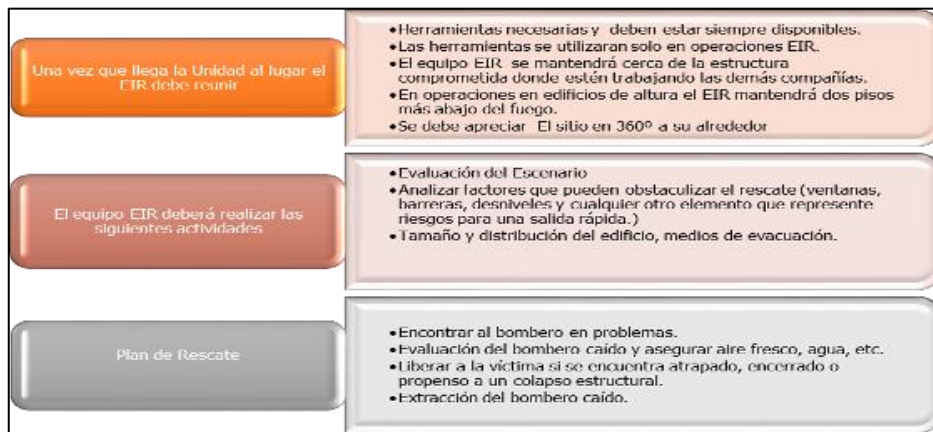 Una vez que llega la Unidad al lugar el
EIR debe reunir
•Herramientas necesarias y deben estar siempre disponibles.
•Las herramientas se utilizaran solo en operaciones EIR.
•El equipo EIR se mantendrá cerca de la estructura
comprometida donde estén trabajando las demás compañías.
•En operaciones en edificios de altura el EIR mantendrá dos pisos
más abajo del fuego.
•Se debe apreciar El sitio en 360º a su alrededor
El equipo EIR deberá realizar las
siguientes actividades
•Evaluación del Escenario
•Analizar factores que pueden obstaculizar el rescate (ventanas,
barreras, desniveles y cualquier otro elemento que represente
riesgos para una salida rápida.)
•Tamaño y distribución del edificio, medios de evacuación.
Plan de Rescate
•Encontrar al bombero en problemas.
•Evaluación del bombero caído y asegurar aire fresco, agua, etc.
•Liberar a la víctima si se encuentra atrapado, encerrado o
propenso a un colapso estructural.
•Extracción del bombero caído.